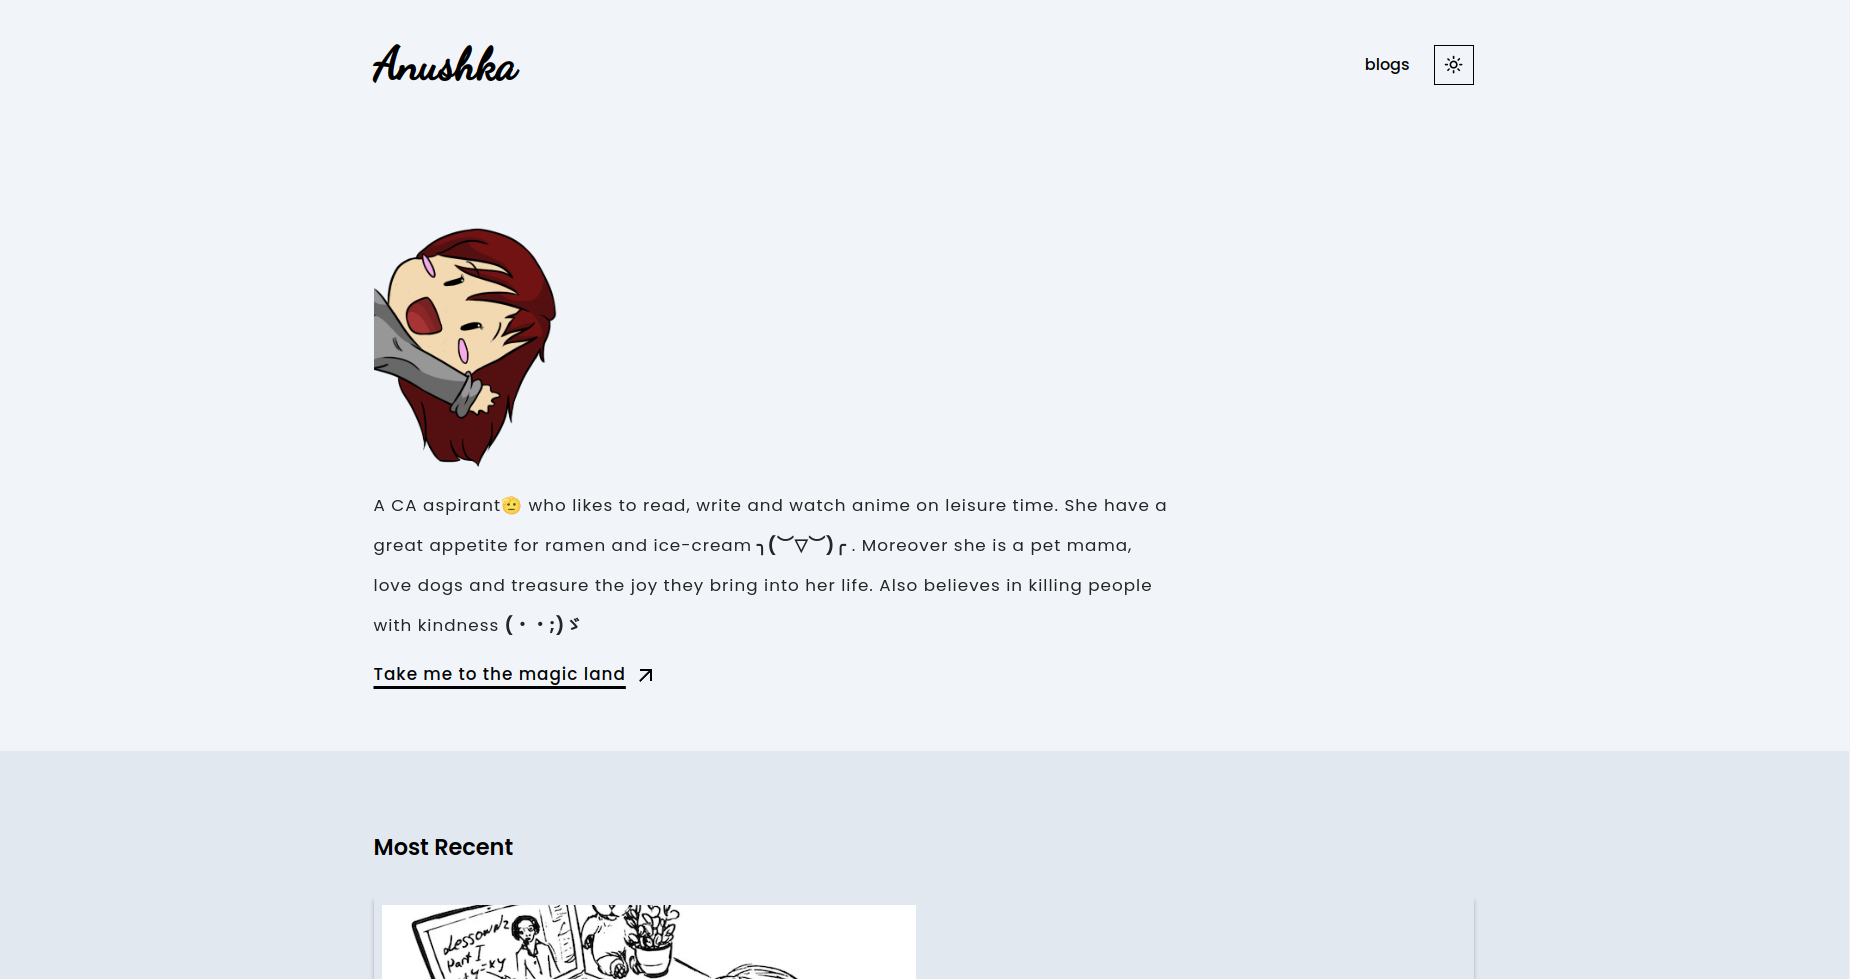 Anushka
blogs
A CA aspirant🫡 who likes to read, write and watch anime on leisure time. She have a
great appetite for ramen and ice-cream ╮(︶▽︶)╭ . Moreover she is a pet mama,
love dogs and treasure the joy they bring into her life. Also believes in killing people
with kindness (・・;)ゞ
Take me to the magic land
Most Recent
Lesson №2
Part I